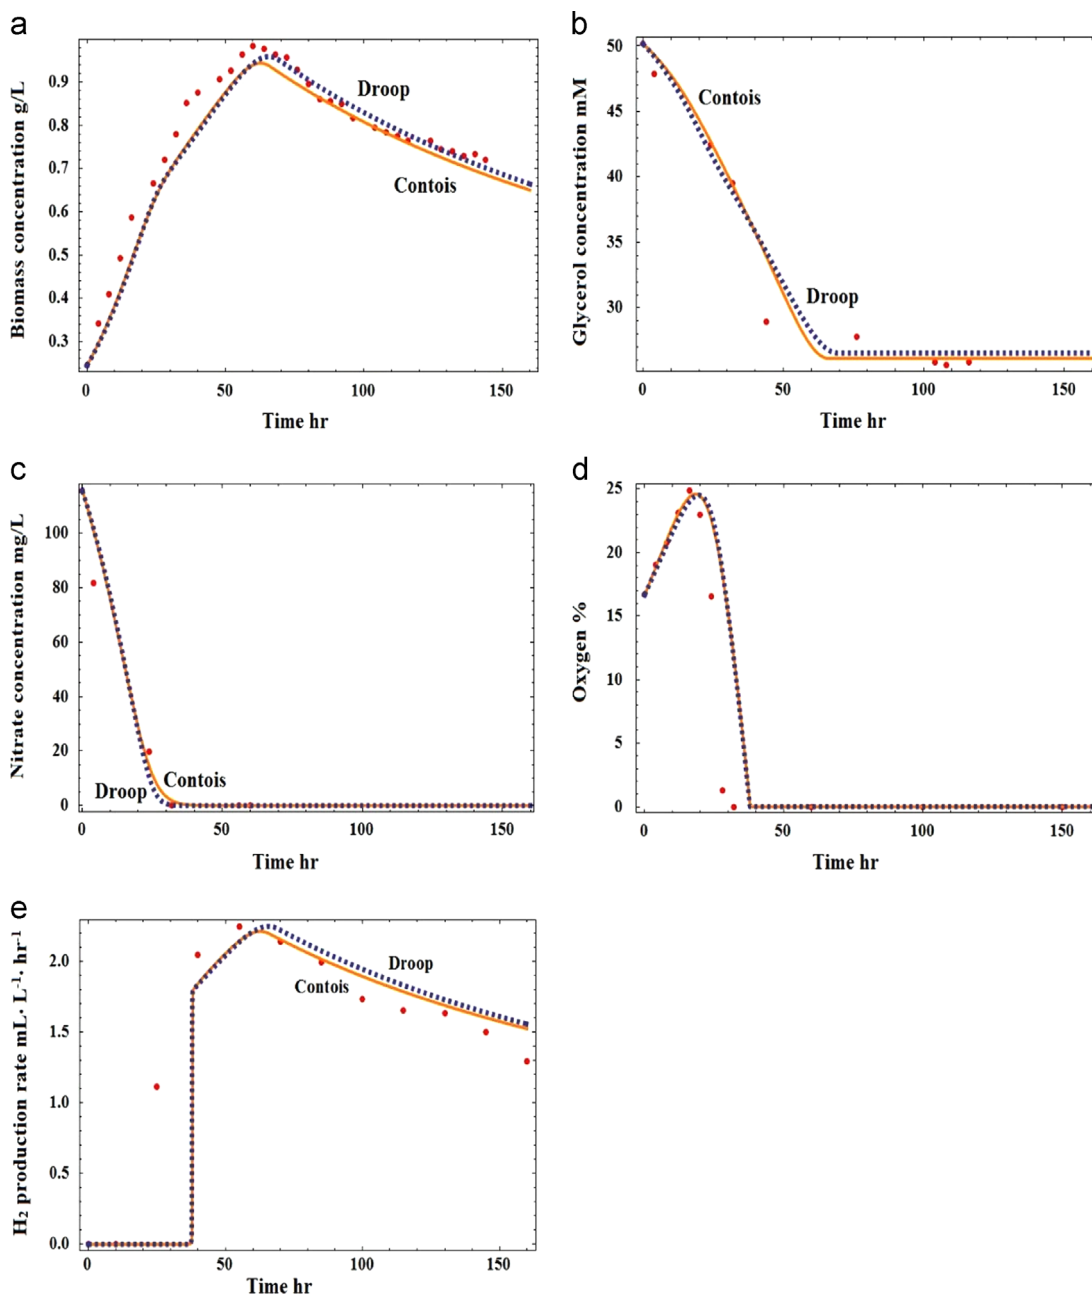 a
Biomass concentration g/L
0.9
0.8
0.7
0.6
0.5
0.4
0.3
Droop
Contois
0 50 100 150
Time hr
b
Glycerol concentration mM
50
45
40
35
30
Contois
Droop
0 50 100 150
Time hr
c
Nitrate concentration mg/L
100
80
60
40
20
0
Droop
Contois
0 50 100 150
Time hr
d
Oxygen %
25
20
15
10
5
0
0 50 100 150
Time hr
e
H₂ production rate mL· L⁻¹· hr⁻¹
2.0
1.5
1.0
0.5
0.0
Droop
Contois
0 50 100 150
Time hr